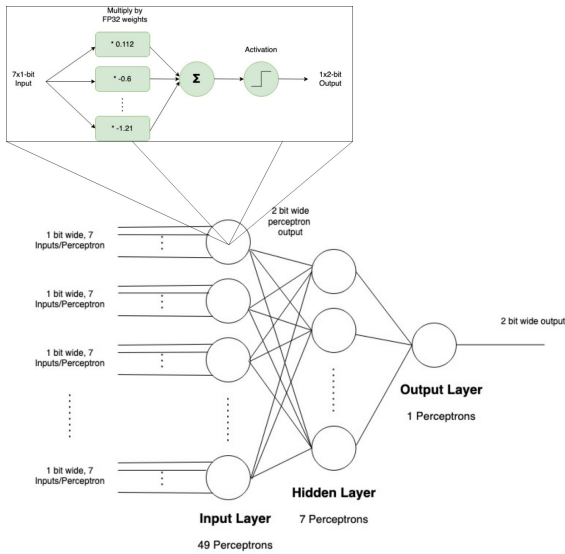 Multiply by
FP32 weights
7x1-bit
Input
* 0.112
* -0.6
* -1.21
Σ
Activation
1x2-bit
Output
2 bit wide
perceptron
output
1 bit wide, 7
Inputs/Perceptron
1 bit wide, 7
Inputs/Perceptron
1 bit wide, 7
Inputs/Perceptron
1 bit wide, 7
Inputs/Perceptron
2 bit wide output
Output Layer
1 Perceptrons
Hidden Layer
7 Perceptrons
Input Layer
49 Perceptrons